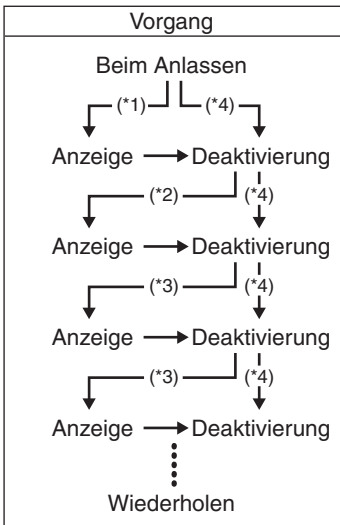 Vorgang
Beim Anlassen
(*1) (*4)
Anzeige Deaktivierung
(*2) (*4)
Anzeige Deaktivierung
(*3) (*4)
Anzeige Deaktivierung
(*3) (*4)
Anzeige Deaktivierung
Wiederholen